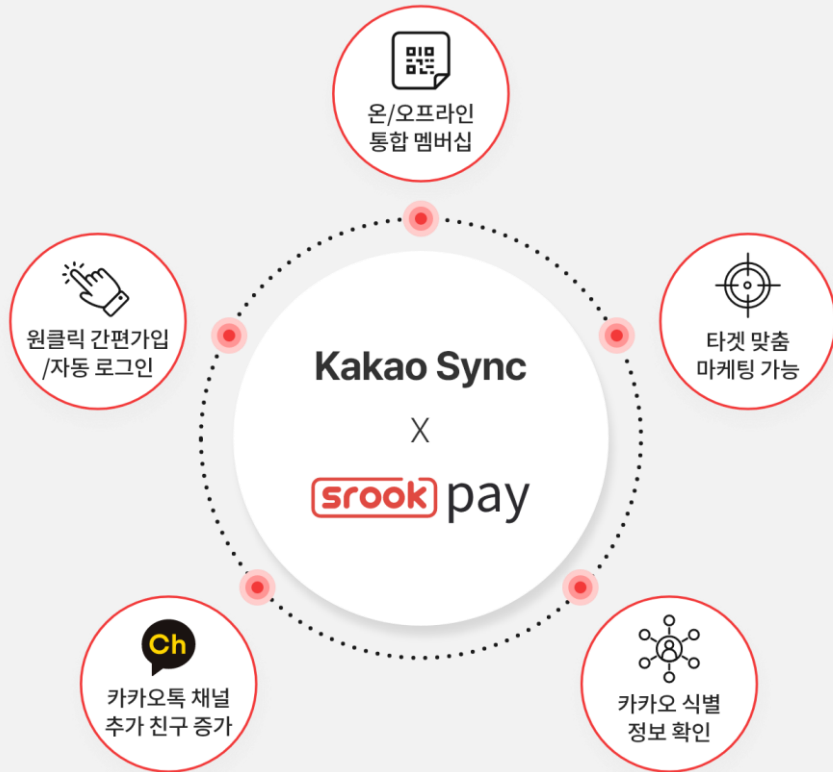 온/오프라인
통합 멤버십
원클릭 간편가입
/자동 로그인
타겟 맞춤
마케팅 가능
Kakao Sync
X
srook pay
Ch
카카오톡 채널
추가 친구 증가
카카오 식별
정보 확인